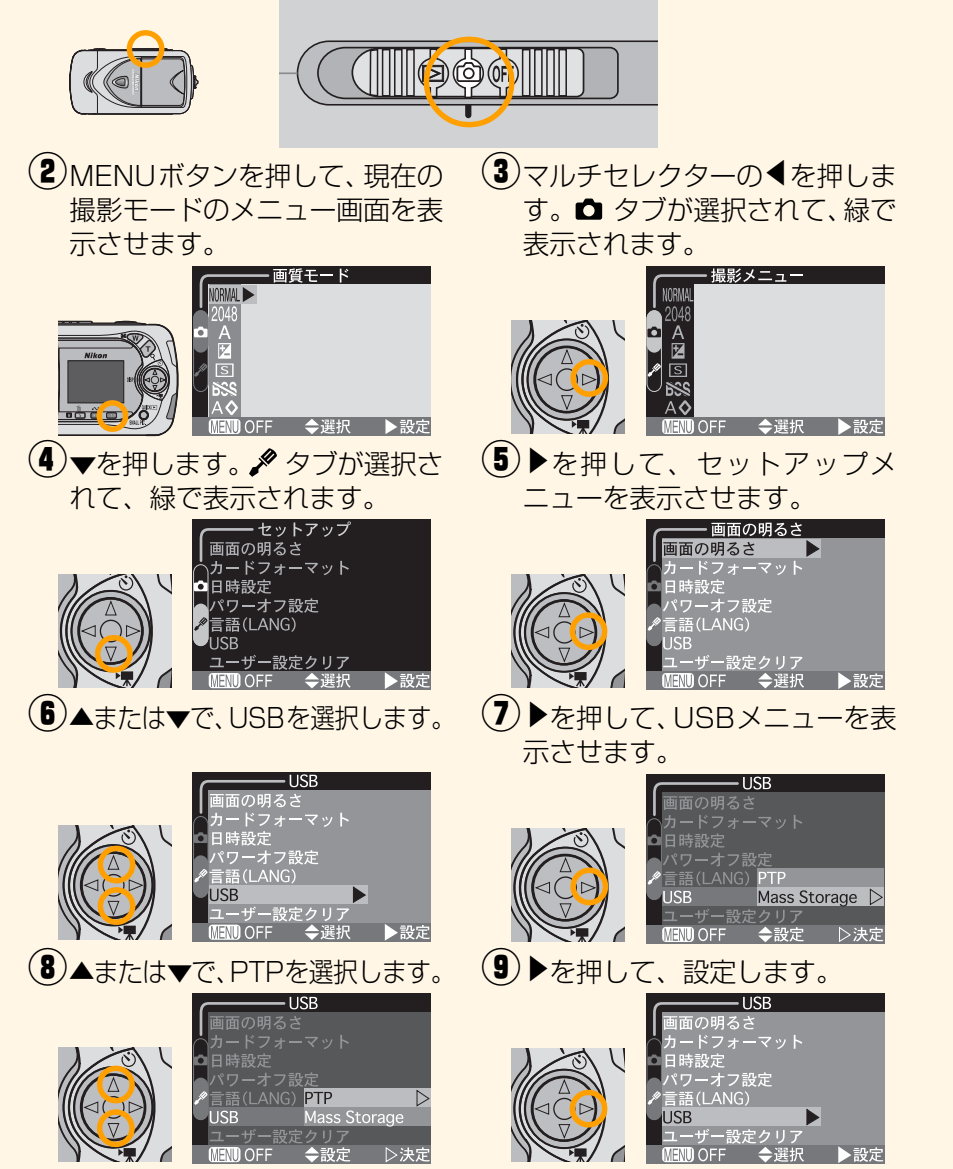 OFF
②MENUボタンを押して、現在の
撮影モードのメニュー画面を表
示させます。
画質モード
NORMAL▶
2048
A
S
BSS
A◇
MENU OFF ◆選択 ▶設定
Nikon
W
T
③マルチセレクターの◀を押しま
す。 タブが選択されて、緑で
表示されます。
撮影メニュー
NORMAL
2048
A
S
BSS
A◇
MENU OFF ◆選択 ▶設定
④▼を押します。 タブが選択さ
れて、緑で表示されます。
セットアップ
画面の明るさ
カードフォーマット
日時設定
パワーオフ設定
言語(LANG)
USB
ユーザー設定クリア
MENU OFF ◆選択 ▶設定
⑤▶を押して、セットアップメ
ニューを表示させます。
画面の明るさ
画面の明るさ ▶
カードフォーマット
日時設定
パワーオフ設定
言語(LANG)
USB
ユーザー設定クリア
MENU OFF ◆選択 ▶設定
⑥▲または▼で、USBを選択します。
USB
画面の明るさ
カードフォーマット
日時設定
パワーオフ設定
言語(LANG)
USB ▶
ユーザー設定クリア
MENU OFF ◆選択 ▶設定
⑦▶を押して、USBメニューを表
示させます。
USB
画面の明るさ
カードフォーマット
日時設定
パワーオフ設定
言語(LANG) PTP
USB Mass Storage ▷
ユーザー設定クリア
MENU OFF ◆設定 ▷決定
⑧▲または▼で、PTPを選択します。
USB
画面の明るさ
カードフォーマット
日時設定
パワーオフ設定
言語(LANG) PTP ▷
USB Mass Storage
ユーザー設定クリア
MENU OFF ◆設定 ▷決定
⑨▶を押して、設定します。
USB
画面の明るさ
カードフォーマット
日時設定
パワーオフ設定
言語(LANG)
USB ▶
ユーザー設定クリア
MENU OFF ◆選択 ▶設定